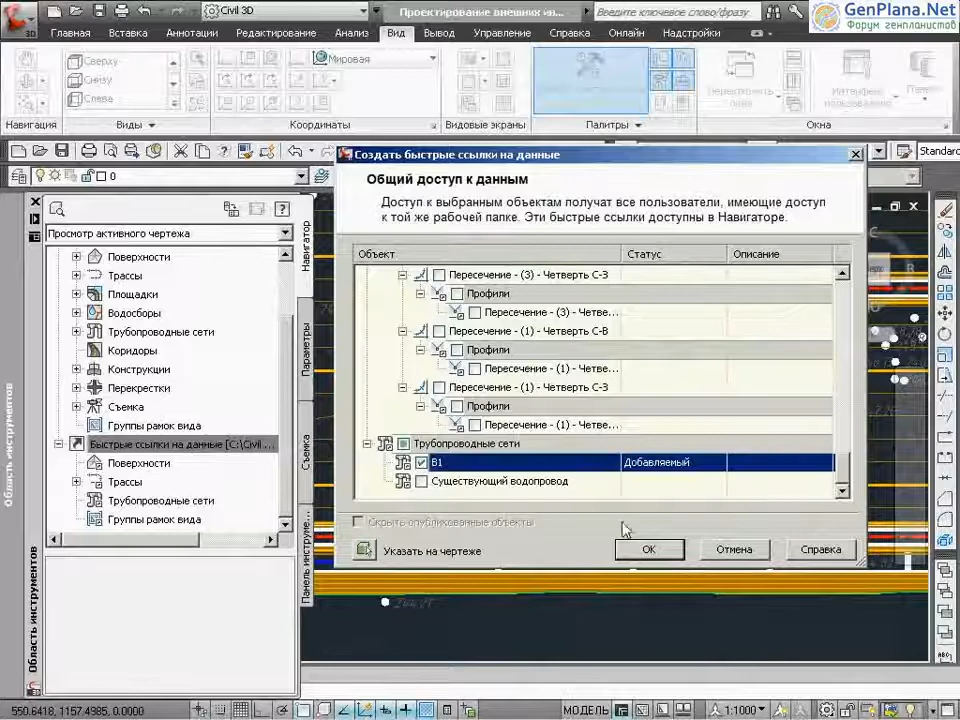 Civil 3D
Проектирование внешних ин...
Введите ключевое слово/фразу
GenPlana.Net
Форум генпланистов
3D
Главная Вставка Аннотации Редактирование Анализ Вид Вывод Управление Справка Онлайн Надстройки
Сверху
Снизу
Слева
Мировая
Навигация Виды Координаты Видовые экраны Палитры Окна
Standard
0
Создать быстрые ссылки на данные
Общий доступ к данным
Доступ к выбранным объектам получат все пользователи, имеющие доступ
к той же рабочей папке. Эти быстрые ссылки доступны в Навигаторе.
Просмотр активного чертежа
Поверхности
Трассы
Площадки
Водосборы
Трубопроводные сети
Коридоры
Конструкции
Перекрестки
Съемка
Группы рамок вида
Быстрые ссылки на данные [C:\Civil ...
Поверхности
Трассы
Трубопроводные сети
Группы рамок вида
Навигатор
Параметры
Съемка
Панель инструме...
Область инструментов
Область инструментов
Объект Статус Описание
Пересечение - (3) - Четверть С-З
Профили
Пересечение - (3) - Четве...
Пересечение - (1) - Четверть С-В
Профили
Пересечение - (1) - Четве...
Пересечение - (1) - Четверть С-З
Профили
Пересечение - (1) - Четве...
Трубопроводные сети
В1 Добавляемый
Существующий водопровод
Скрыть опубликованные объекты
Указать на чертеже
OK Отмена Справка
550.6418, 1157.4385, 0.0000
МОДЕЛЬ
1:1000